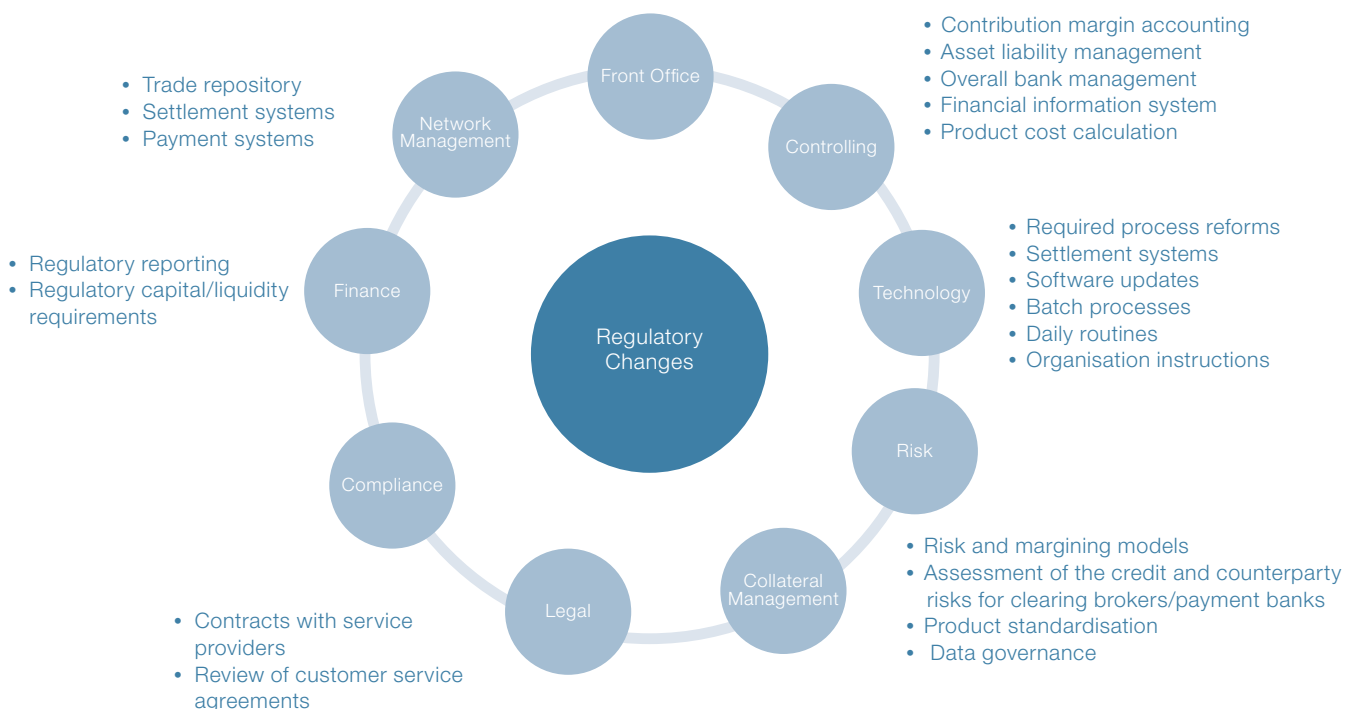 Front Office
• Contribution margin accounting
• Asset liability management
• Overall bank management
• Financial information system
• Product cost calculation
Controlling
• Trade repository
• Settlement systems
• Payment systems
Network
Management
• Required process reforms
• Settlement systems
• Software updates
• Batch processes
• Daily routines
• Organisation instructions
Technology
• Regulatory reporting
• Regulatory capital/liquidity
requirements
Finance
Regulatory
Changes
Risk
• Risk and margining models
• Assessment of the credit and counterparty
risks for clearing brokers/payment banks
• Product standardisation
• Data governance
Compliance
Collateral
Management
Legal
• Contracts with service
providers
• Review of customer service
agreements